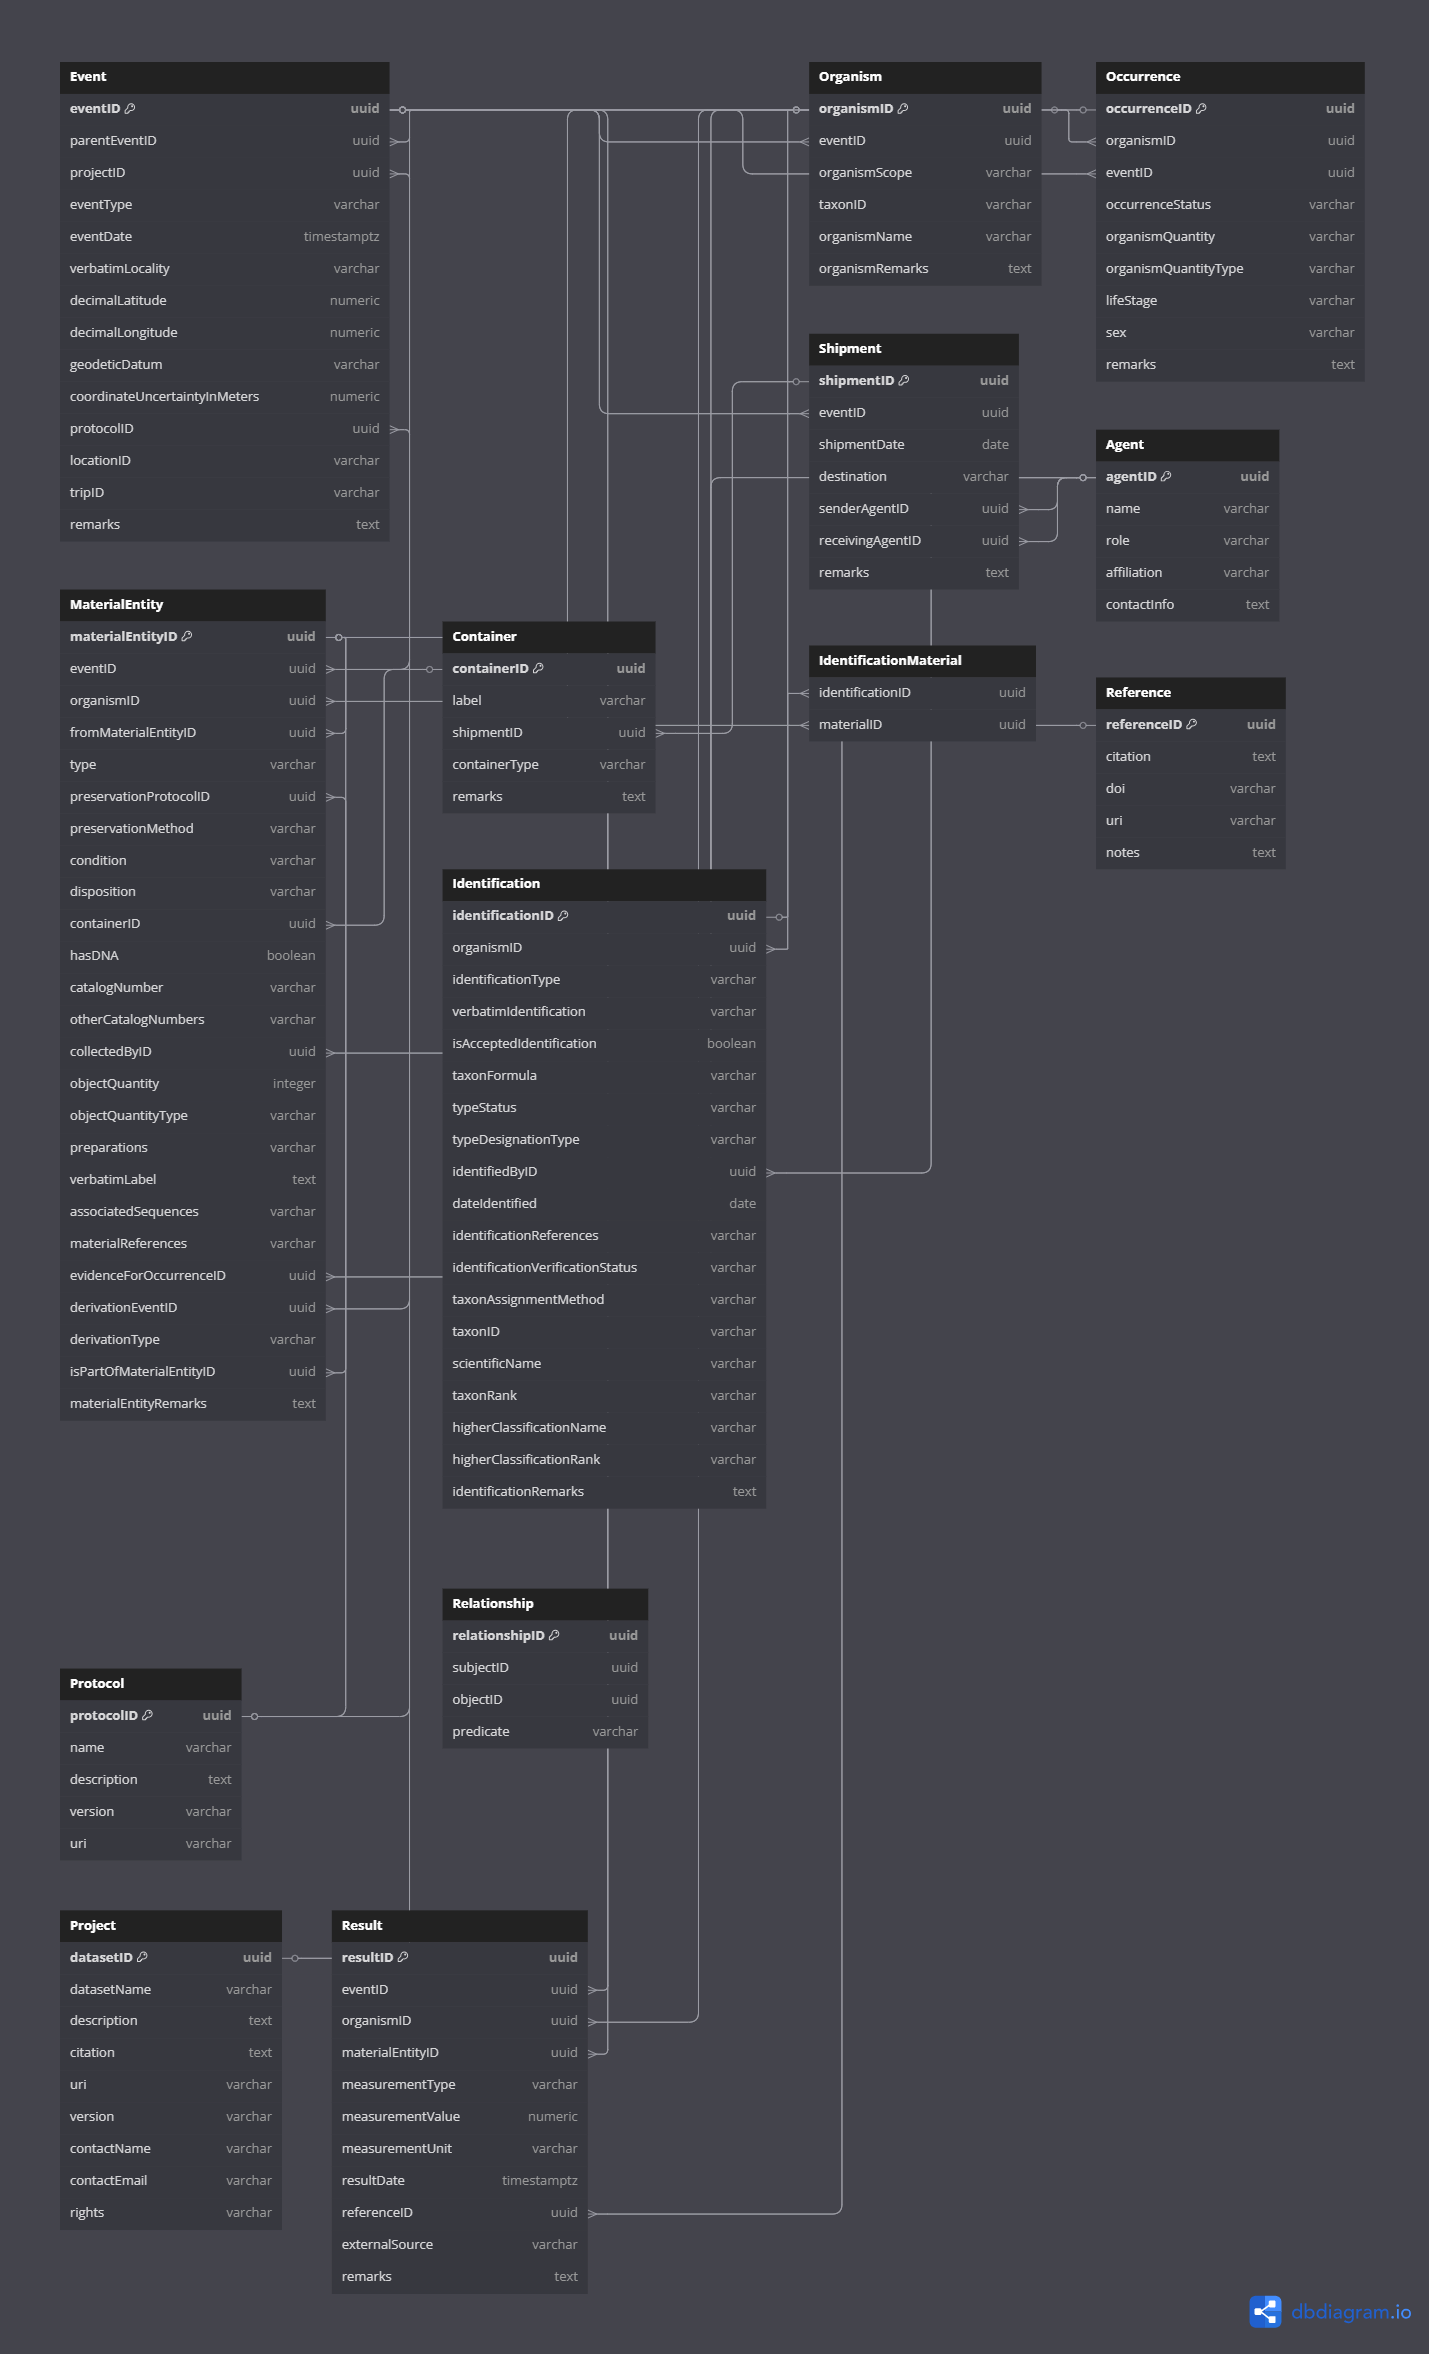 Event
eventID uuid
parentEventID uuid
projectID uuid
eventType varchar
eventDate timestamptz
verbatimLocality varchar
decimalLatitude numeric
decimalLongitude numeric
geodeticDatum varchar
coordinateUncertaintyInMeters numeric
protocolID uuid
locationID varchar
tripID varchar
remarks text
Organism
organismID uuid
eventID uuid
organismScope varchar
taxonID varchar
organismName varchar
organismRemarks text
Occurrence
occurrenceID uuid
organismID uuid
eventID uuid
occurrenceStatus varchar
organismQuantity varchar
organismQuantityType varchar
lifeStage varchar
sex varchar
remarks text
Shipment
shipmentID uuid
eventID uuid
shipmentDate date
destination varchar
senderAgentID uuid
receivingAgentID uuid
remarks text
Agent
agentID uuid
name varchar
role varchar
affiliation varchar
contactInfo text
MaterialEntity
materialEntityID uuid
eventID uuid
organismID uuid
fromMaterialEntityID uuid
type varchar
preservationProtocolID uuid
preservationMethod varchar
condition varchar
disposition varchar
containerID uuid
hasDNA boolean
catalogNumber varchar
otherCatalogNumbers varchar
collectedByID uuid
objectQuantity integer
objectQuantityType varchar
preparations varchar
verbatimLabel text
associatedSequences varchar
materialReferences varchar
evidenceForOccurrenceID uuid
derivationEventID uuid
derivationType varchar
isPartOfMaterialEntityID uuid
materialEntityRemarks text
Container
containerID uuid
label varchar
shipmentID uuid
containerType varchar
remarks text
IdentificationMaterial
identificationID uuid
materialID uuid
Reference
referenceID uuid
citation text
doi varchar
uri varchar
notes text
Identification
identificationID uuid
organismID uuid
identificationType varchar
verbatimIdentification varchar
isAcceptedIdentification boolean
taxonFormula varchar
typeStatus varchar
typeDesignationType varchar
identifiedByID uuid
dateIdentified date
identificationReferences varchar
identificationVerificationStatus varchar
taxonAssignmentMethod varchar
taxonID varchar
scientificName varchar
taxonRank varchar
higherClassificationName varchar
higherClassificationRank varchar
identificationRemarks text
Relationship
relationshipID uuid
subjectID uuid
objectID uuid
predicate varchar
Protocol
protocolID uuid
name varchar
description text
version varchar
uri varchar
Project
datasetID uuid
datasetName varchar
description text
citation text
uri varchar
version varchar
contactName varchar
contactEmail varchar
rights varchar
Result
resultID uuid
eventID uuid
organismID uuid
materialEntityID uuid
measurementType varchar
measurementValue numeric
measurementUnit varchar
resultDate timestamptz
referenceID uuid
externalSource varchar
remarks text
dbdiagram.io